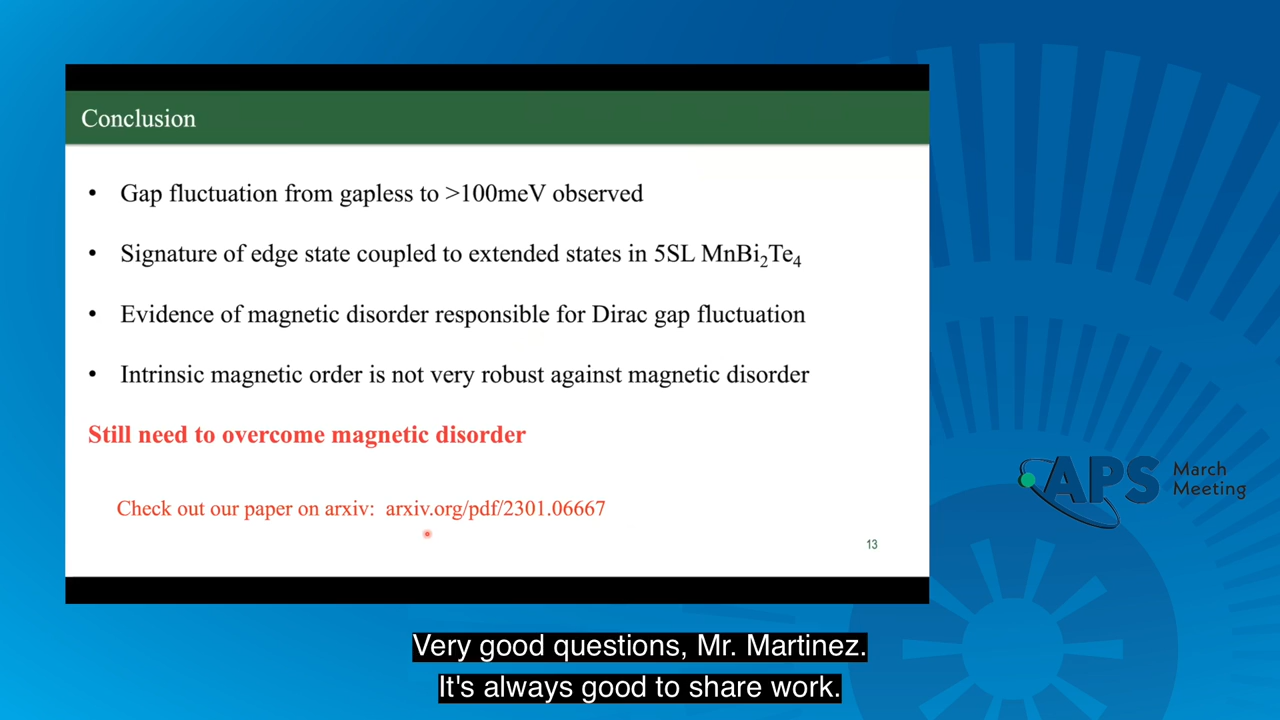 Conclusion
• Gap fluctuation from gapless to >100meV observed
• Signature of edge state coupled to extended states in 5SL MnBi₂Te₄
• Evidence of magnetic disorder responsible for Dirac gap fluctuation
• Intrinsic magnetic order is not very robust against magnetic disorder
Still need to overcome magnetic disorder
Check out our paper on arxiv: arxiv.org/pdf/2301.06667
13
APS March
Meeting
Very good questions, Mr. Martinez.
It's always good to share work.